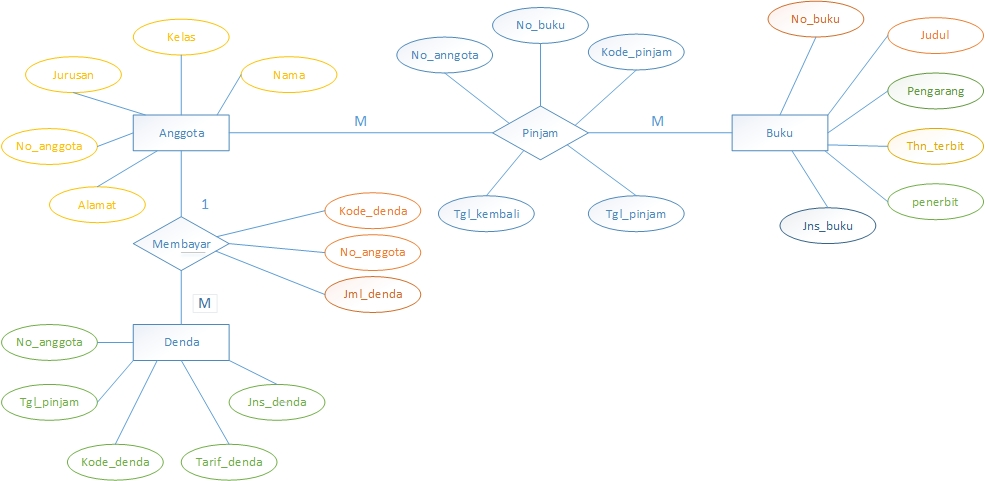 Kelas
No_buku
No_buku
Judul
Jurusan
Nama
No_anngota
Kode_pinjam
Pengarang
No_anggota
Anggota
M
Pinjam
M
Buku
Thn_terbit
Alamat
1
Tgl_kembali
Tgl_pinjam
Jns_buku
penerbit
Kode_denda
Membayar
No_anggota
Jml_denda
M
No_anggota
Denda
Tgl_pinjam
Jns_denda
Kode_denda
Tarif_denda